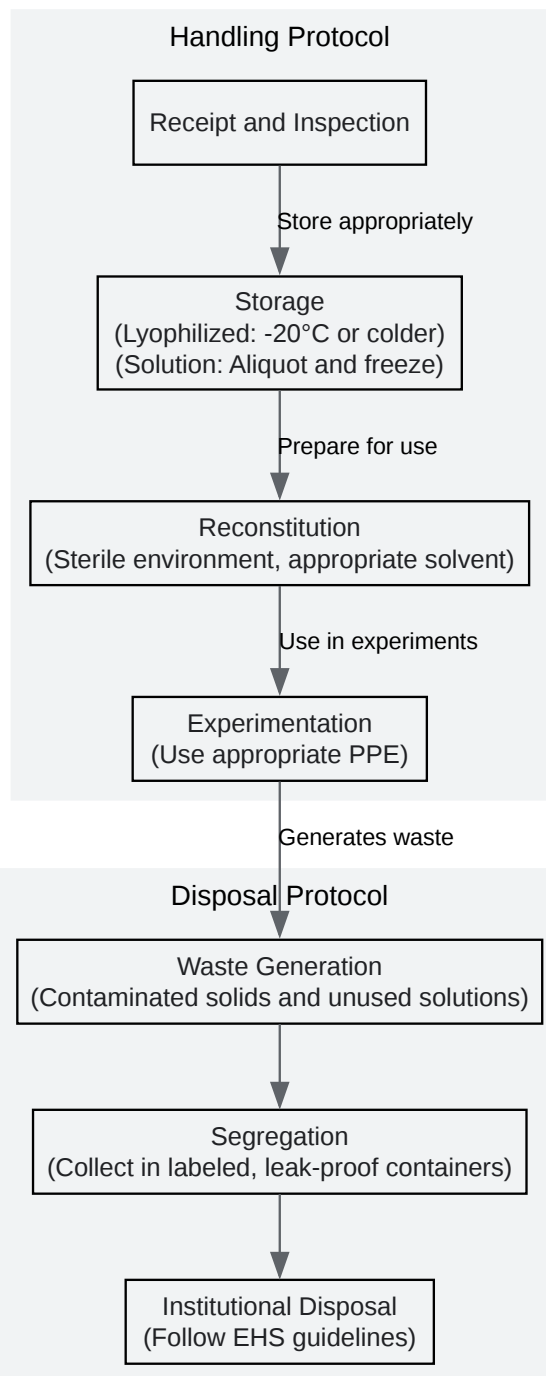 Handling Protocol
Receipt and Inspection
Store appropriately
Storage
(Lyophilized: -20°C or colder)
(Solution: Aliquot and freeze)
Prepare for use
Reconstitution
(Sterile environment, appropriate solvent)
Use in experiments
Experimentation
(Use appropriate PPE)
Generates waste
Disposal Protocol
Waste Generation
(Contaminated solids and unused solutions)
Segregation
(Collect in labeled, leak-proof containers)
Institutional Disposal
(Follow EHS guidelines)